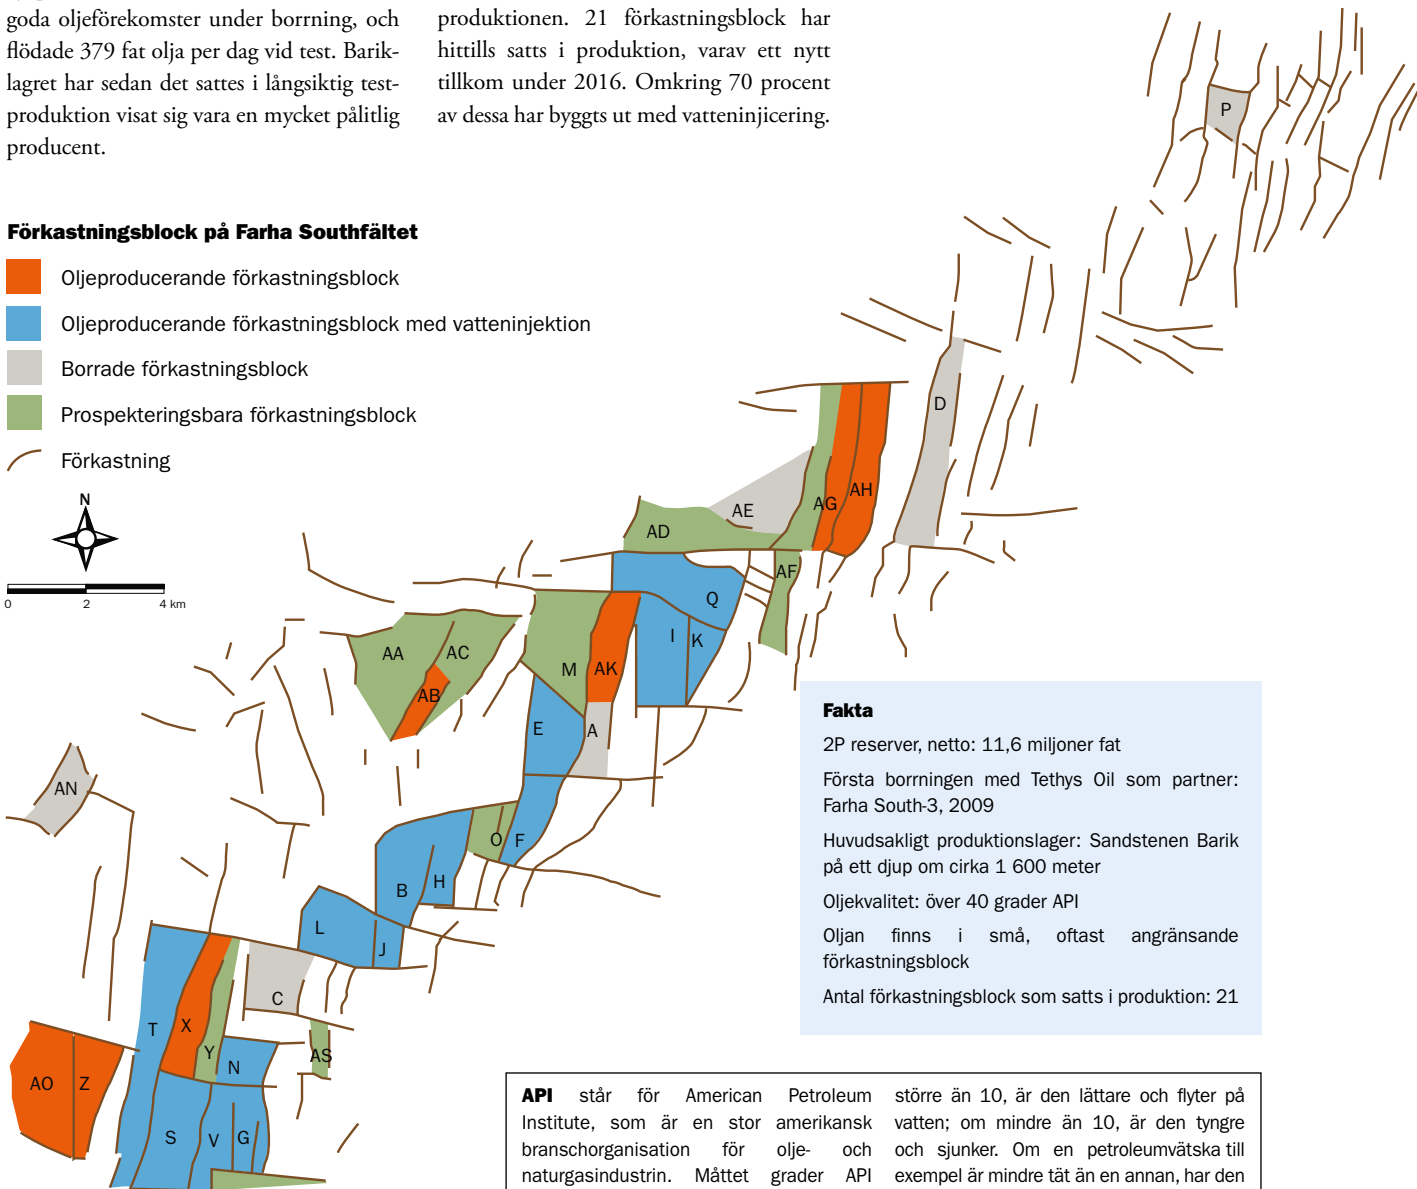 goda oljeförekomster under borrning, och
flödade 379 fat olja per dag vid test. Barik-
lagret har sedan det sattes i långsiktig test-
produktion visat sig vara en mycket pålitlig
producent.
produktionen. 21 förkastningsblock har
hittills satts i produktion, varav ett nytt
tillkom under 2016. Omkring 70 procent
av dessa har byggts ut med vatteninjicering.
Förkastningsblock på Farha Southfältet
Oljeproducerande förkastningsblock
Oljeproducerande förkastningsblock med vatteninjektion
Borrade förkastningsblock
Prospekteringsbara förkastningsblock
Förkastning
N
0 2 4 km
P
D
AH
AG
AE
AD
AF
Q
I
K
AA
AC
M
AK
AB
E
A
AN
O
F
H
B
L
J
C
T
X
Y
N
AS
AO
Z
S
V
G
Fakta
2P reserver, netto: 11,6 miljoner fat
Första borrningen med Tethys Oil som partner:
Farha South-3, 2009
Huvudsakligt produktionslager: Sandstenen Barik
på ett djup om cirka 1 600 meter
Oljekvalitet: över 40 grader API
Oljan finns i små, oftast angränsande
förkastningsblock
Antal förkastningsblock som satts i produktion: 21
API står för American Petroleum
Institute, som är en stor amerikansk
branschorganisation för olje- och
naturgasindustrin. Måttet grader API
större än 10, är den lättare och flyter på
vatten; om mindre än 10, är den tyngre
och sjunker. Om en petroleumvätska till
exempel är mindre tät än en annan, har den